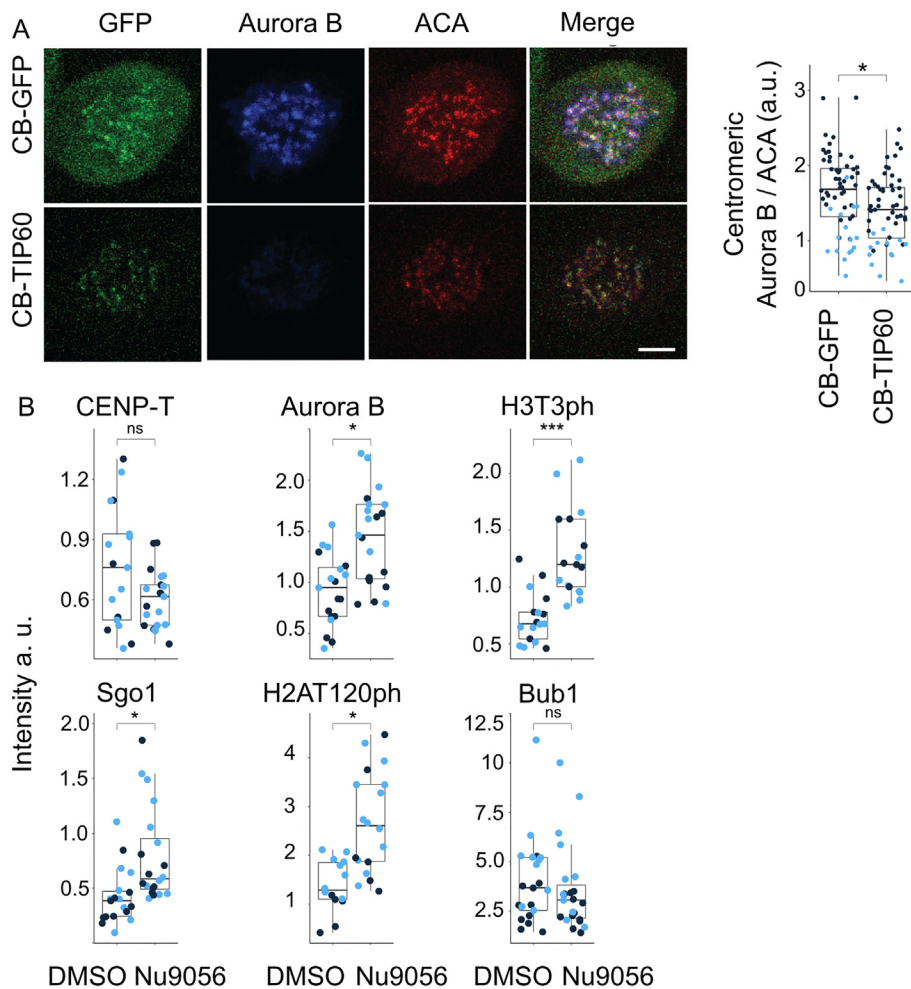 A
GFP
Aurora B
ACA
Merge
CB-GFP
CB-TIP60
Centromeric
Aurora B / ACA (a.u.)
*
3
2
1
0
CB-GFP
CB-TIP60
B
Intensity a. u.
CENP-T
ns
1.2
0.9
0.6
Aurora B
*
2.0
1.5
1.0
0.5
H3T3ph
***
2.0
1.5
1.0
0.5
Sgo1
*
2.0
1.5
1.0
0.5
H2AT120ph
*
4
3
2
1
Bub1
ns
12.5
10
7.5
5.0
2.5
DMSO Nu9056
DMSO Nu9056
DMSO Nu9056